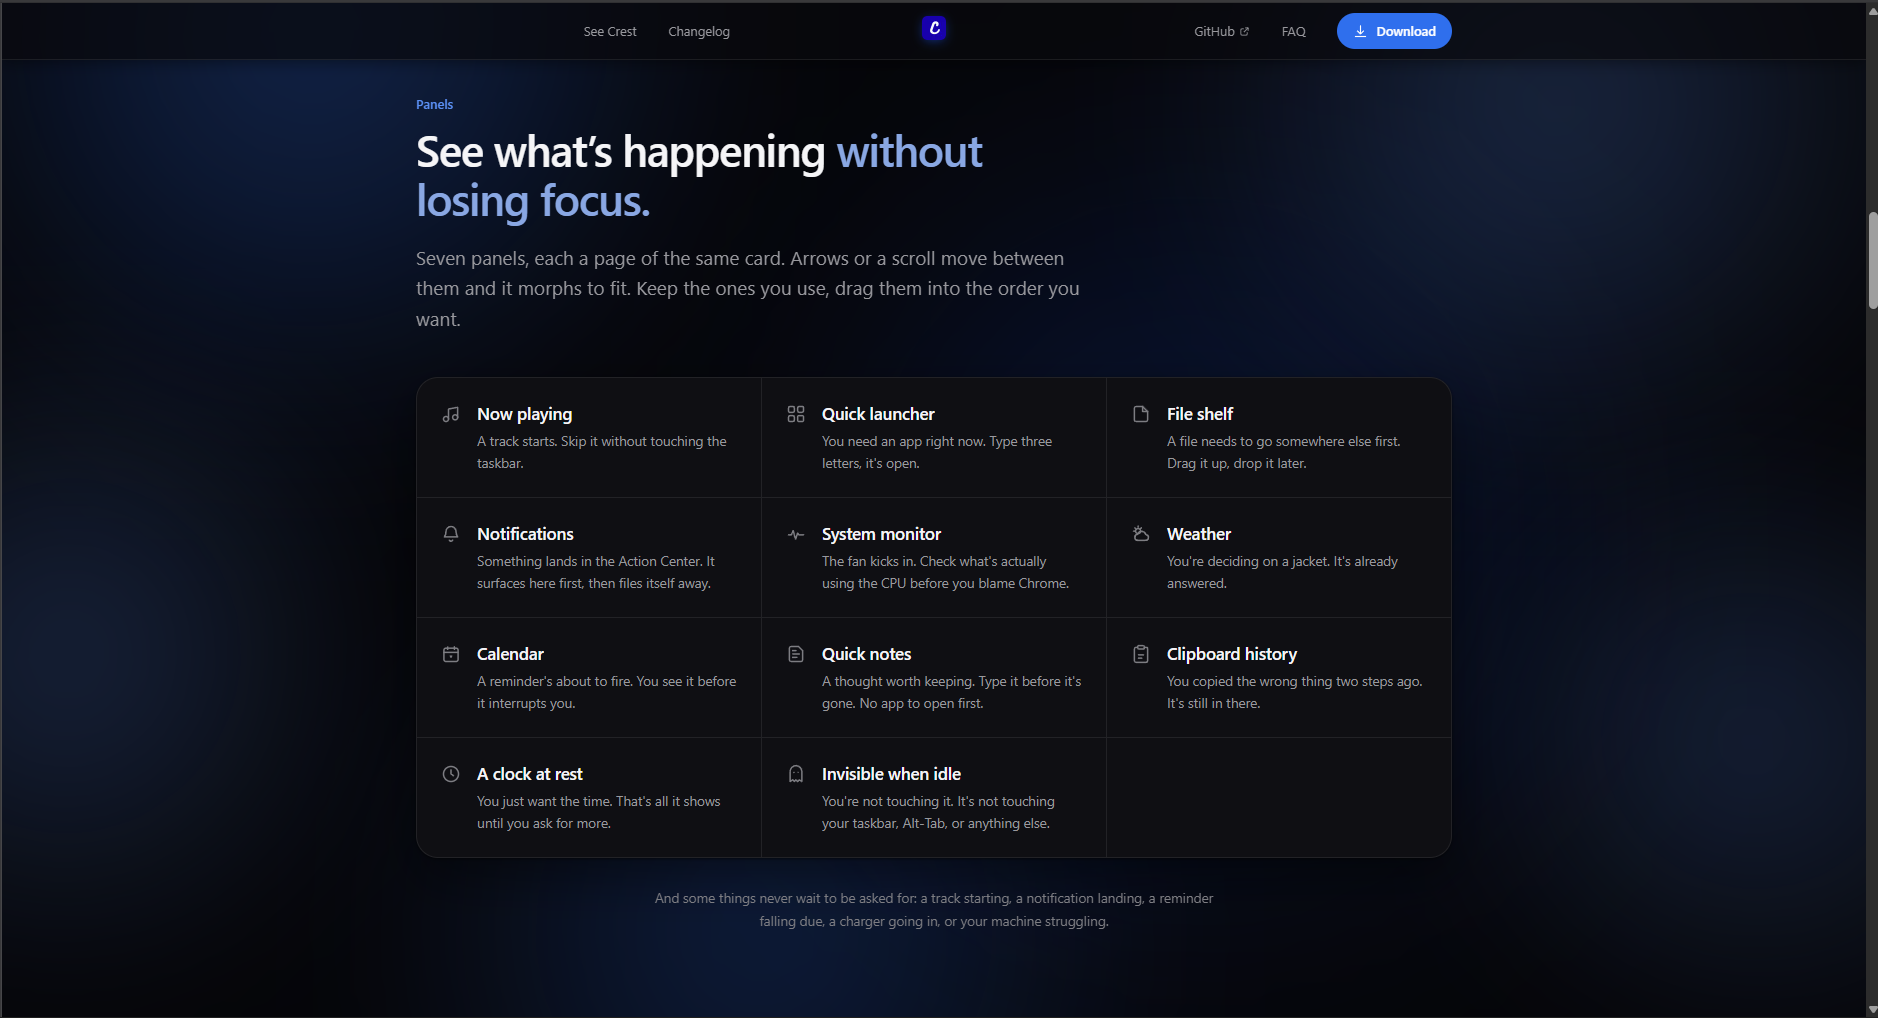 See Crest
Changelog
C
GitHub
FAQ
Download
Panels
See what’s happening without
losing focus.
Seven panels, each a page of the same card. Arrows or a scroll move between
them and it morphs to fit. Keep the ones you use, drag them into the order you
want.
Now playing
A track starts. Skip it without touching the
taskbar.
Quick launcher
You need an app right now. Type three
letters, it's open.
File shelf
A file needs to go somewhere else first.
Drag it up, drop it later.
Notifications
Something lands in the Action Center. It
surfaces here first, then files itself away.
System monitor
The fan kicks in. Check what's actually
using the CPU before you blame Chrome.
Weather
You're deciding on a jacket. It's already
answered.
Calendar
A reminder's about to fire. You see it before
it interrupts you.
Quick notes
A thought worth keeping. Type it before it's
gone. No app to open first.
Clipboard history
You copied the wrong thing two steps ago.
It's still in there.
A clock at rest
You just want the time. That's all it shows
until you ask for more.
Invisible when idle
You're not touching it. It's not touching
your taskbar, Alt-Tab, or anything else.
And some things never wait to be asked for: a track starting, a notification landing, a reminder
falling due, a charger going in, or your machine struggling.